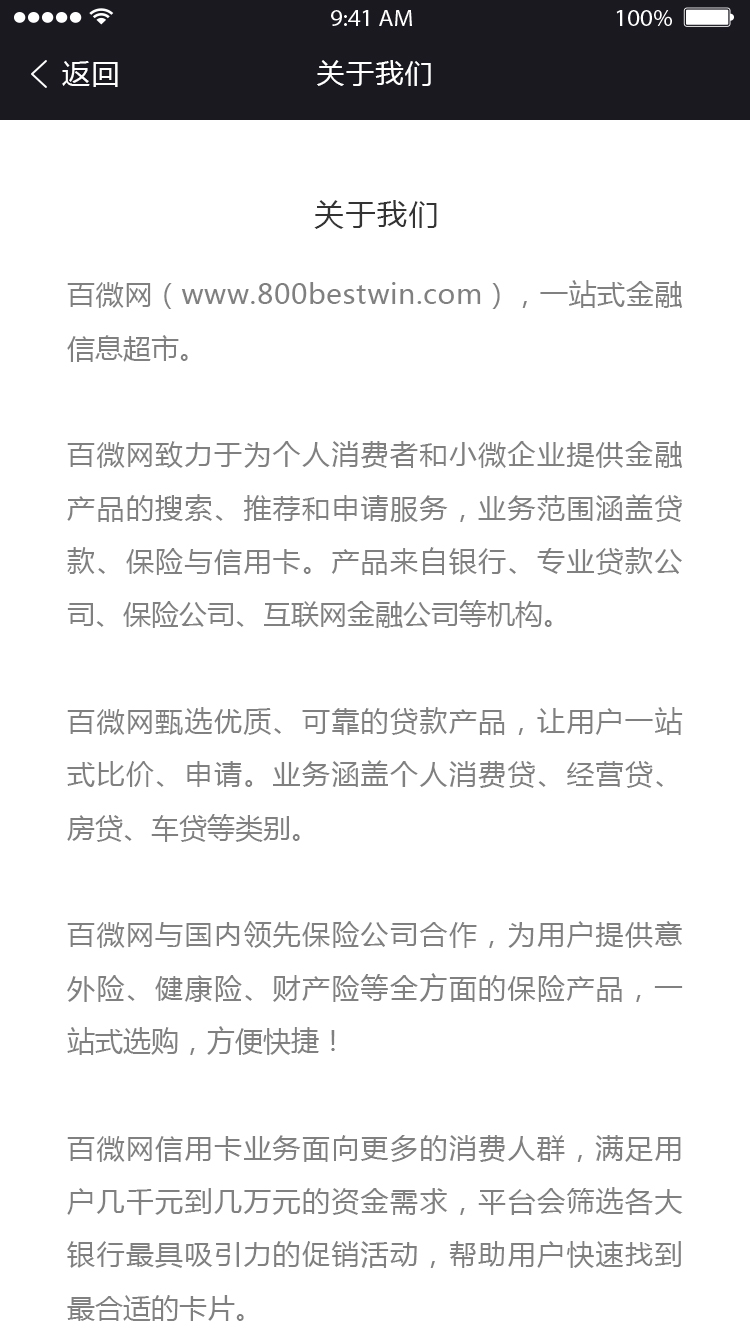 9:41 AM
100%
返回
关于我们
关于我们
百微网（www.800bestwin.com），一站式金融
信息超市。
百微网致力于为个人消费者和小微企业提供金融
产品的搜索、推荐和申请服务，业务范围涵盖贷
款、保险与信用卡。产品来自银行、专业贷款公
司、保险公司、互联网金融公司等机构。
百微网甄选优质、可靠的贷款产品，让用户一站
式比价、申请。业务涵盖个人消费贷、经营贷、
房贷、车贷等类别。
百微网与国内领先保险公司合作，为用户提供意
外险、健康险、财产险等全方面的保险产品，一
站式选购，方便快捷！
百微网信用卡业务面向更多的消费人群，满足用
户几千元到几万元的资金需求，平台会筛选各大
银行最具吸引力的促销活动，帮助用户快速找到
最合适的卡片。